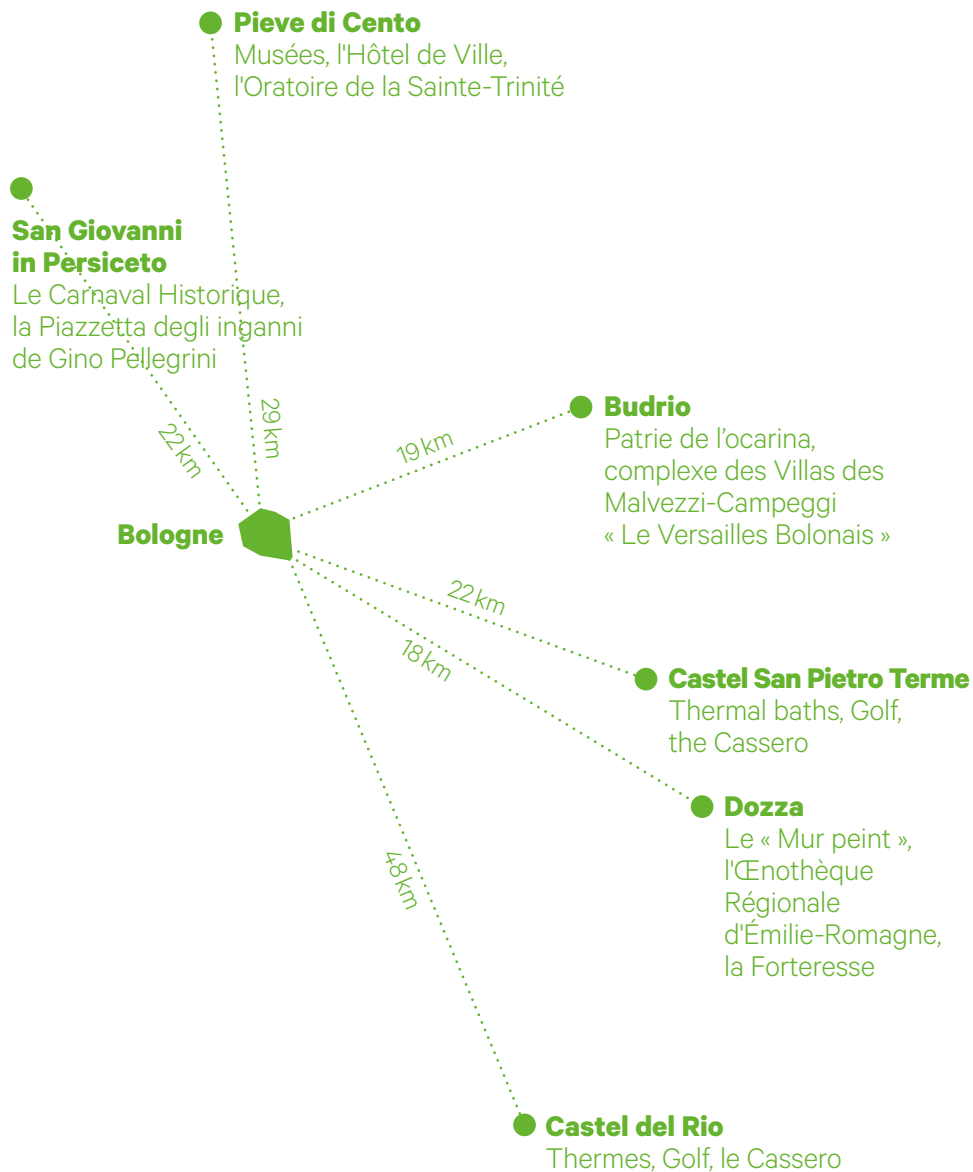 Pieve di Cento
Musées, l'Hôtel de Ville,
l'Oratoire de la Sainte-Trinité
San Giovanni
in Persiceto
Le Carnaval Historique,
la Piazzetta degli inganni
de Gino Pellegrini
29 km
22 km
19 km
Budrio
Patrie de l’ocarina,
complexe des Villas des
Malvezzi-Campeggi
« Le Versailles Bolonais »
Bologne
22 km
18 km
Castel San Pietro Terme
Thermal baths, Golf,
the Cassero
Dozza
Le « Mur peint »,
l'Œnothèque
Régionale
d'Émilie-Romagne,
la Forteresse
48 km
Castel del Rio
Thermes, Golf, le Cassero